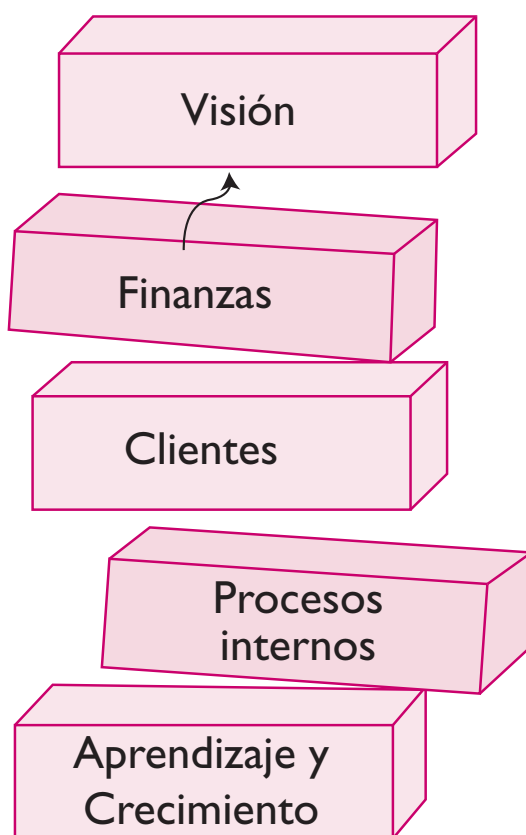 Visión
Finanzas
Clientes
Procesos
internos
Aprendizaje y
Crecimiento